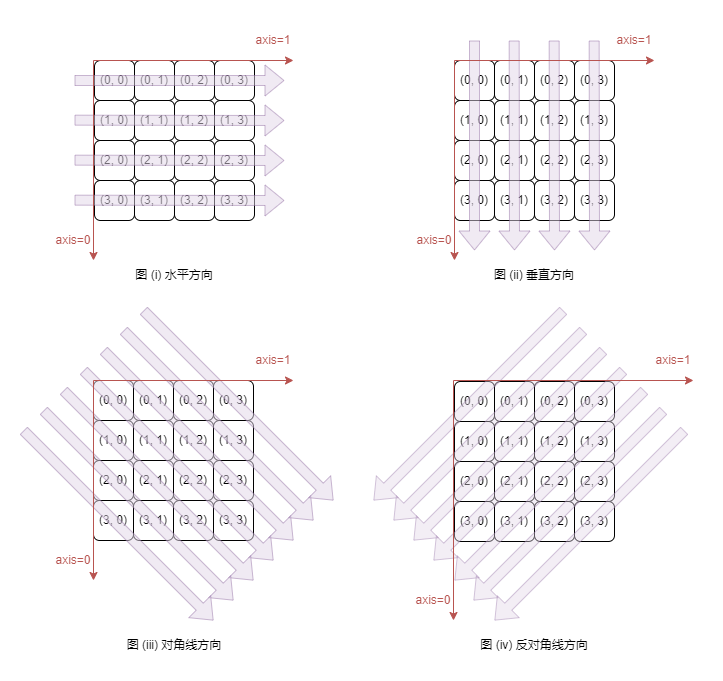 axis=1
(0, 0) (0, 1) (0, 2) (0, 3)
(1, 0) (1, 1) (1, 2) (1, 3)
(2, 0) (2, 1) (2, 2) (2, 3)
(3, 0) (3, 1) (3, 2) (3, 3)
axis=0
图 (i) 水平方向
axis=1
(0, 0) (0, 1) (0, 2) (0, 3)
(1, 0) (1, 1) (1, 2) (1, 3)
(2, 0) (2, 1) (2, 2) (2, 3)
(3, 0) (3, 1) (3, 2) (3, 3)
axis=0
图 (ii) 垂直方向
axis=1
(0, 0) (0, 1) (0, 2) (0, 3)
(1, 0) (1, 1) (1, 2) (1, 3)
(2, 0) (2, 1) (2, 2) (2, 3)
(3, 0) (3, 1) (3, 2) (3, 3)
axis=0
图 (iii) 对角线方向
axis=1
(0, 0) (0, 1) (0, 2) (0, 3)
(1, 0) (1, 1) (1, 2) (1, 3)
(2, 0) (2, 1) (2, 2) (2, 3)
(3, 0) (3, 1) (3, 2) (3, 3)
axis=0
图 (iv) 反对角线方向